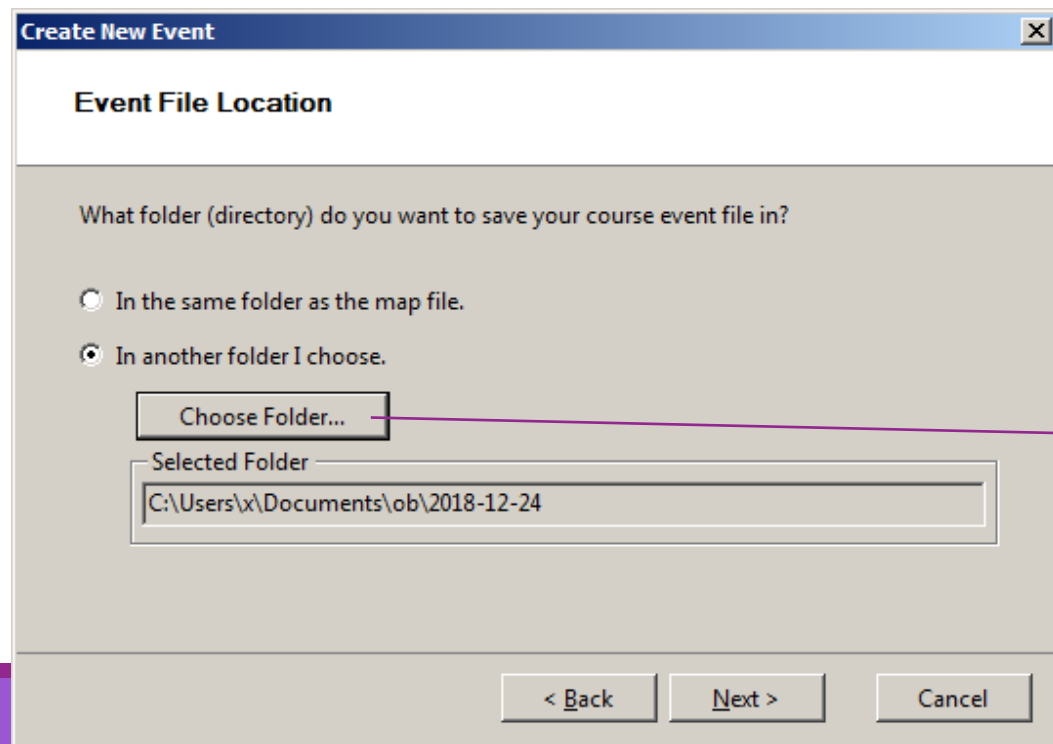 Create New Event
Event File Location
What folder (directory) do you want to save your course event file in?
In the same folder as the map file.
In another folder I choose.
Choose Folder...
Selected Folder
C:\Users\x\Documents\ob\2018-12-24
< Back Next > Cancel